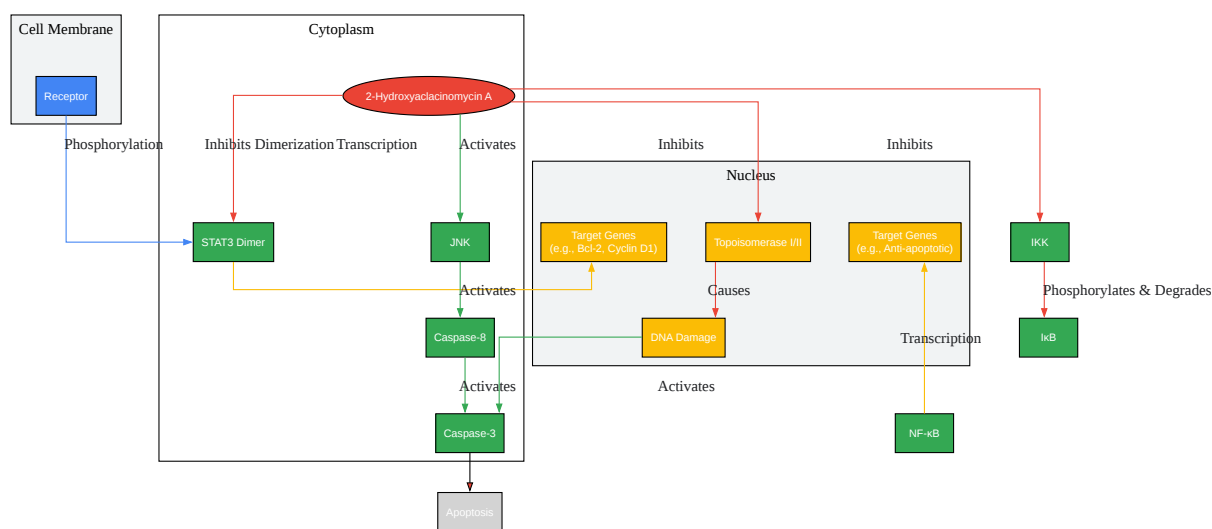 Cell Membrane
Cytoplasm
Receptor
2-Hydroxyaclacinomycin A
Phosphorylation
Inhibits Dimerization
Transcription
Activates
Inhibits
Inhibits
Nucleus
STAT3 Dimer
JNK
Target Genes
(e.g., Bcl-2, Cyclin D1)
Topoisomerase I/II
Target Genes
(e.g., Anti-apoptotic)
IKK
Activates
Causes
Phosphorylates & Degrades
Caspase-8
DNA Damage
Transcription
IκB
Activates
Activates
Caspase-3
NF-κB
Apoptosis